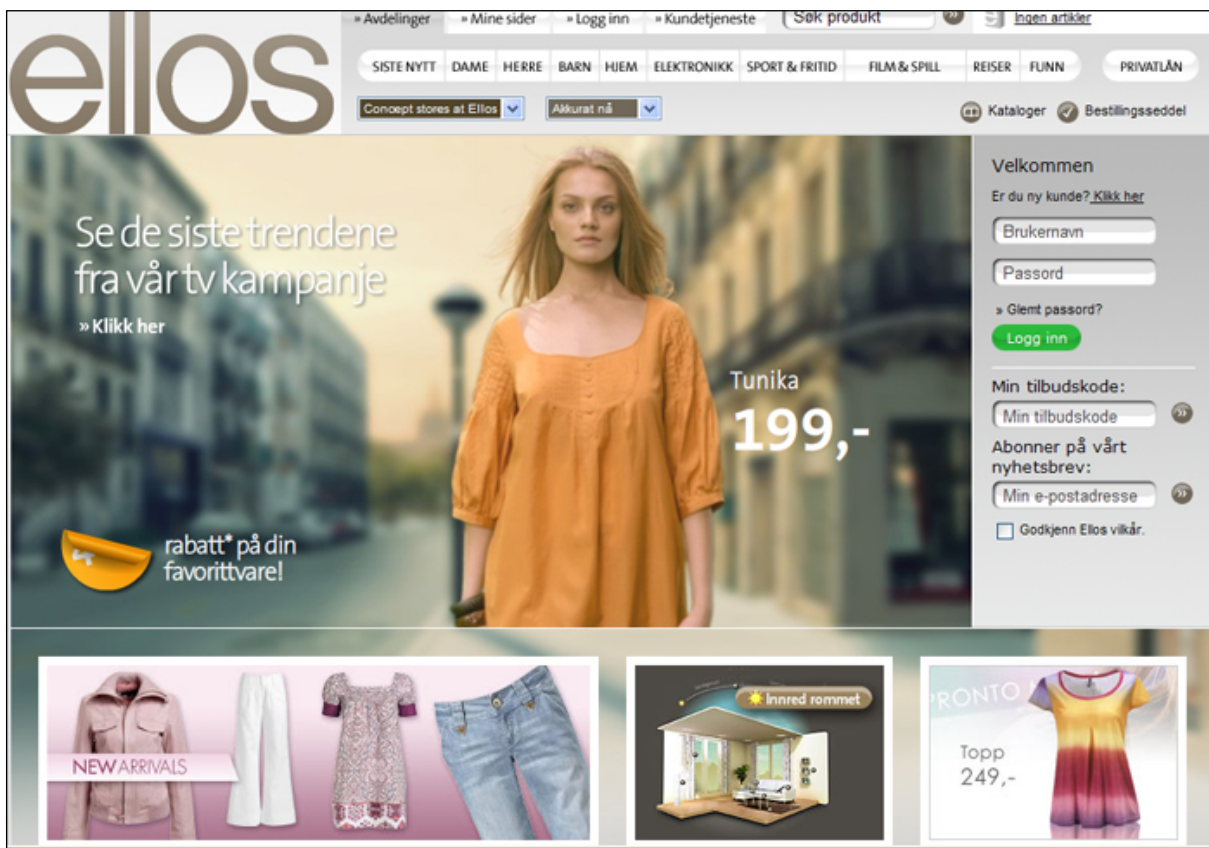 ellos
» Avdelinger » Mine sider » Logg inn » Kundetjeneste Søk produkt Ingen artikler
SISTE NYTT DAME HERRE BARN HJEM ELEKTRONIKK SPORT & FRITID FILM & SPILL REISER FUNN PRIVATLÅN
Concept stores at Ellos Akkurat nå Kataloger Bestillingsseddel
Se de siste trendene
fra vår tv kampanje
» Klikk her
Tunika
199,-
rabatt* på din
favorittvare!
Velkommen
Er du ny kunde? Klikk her
Brukernavn
Passord
» Glemt passord?
Logg inn
Min tilbudskode:
Min tilbudskode
Abonner på vårt
nyhetsbrev:
Min e-postadresse
Godkjenn Ellos vilkår.
NEW ARRIVALS
Innred rommet
PRONTO
Topp
249,-